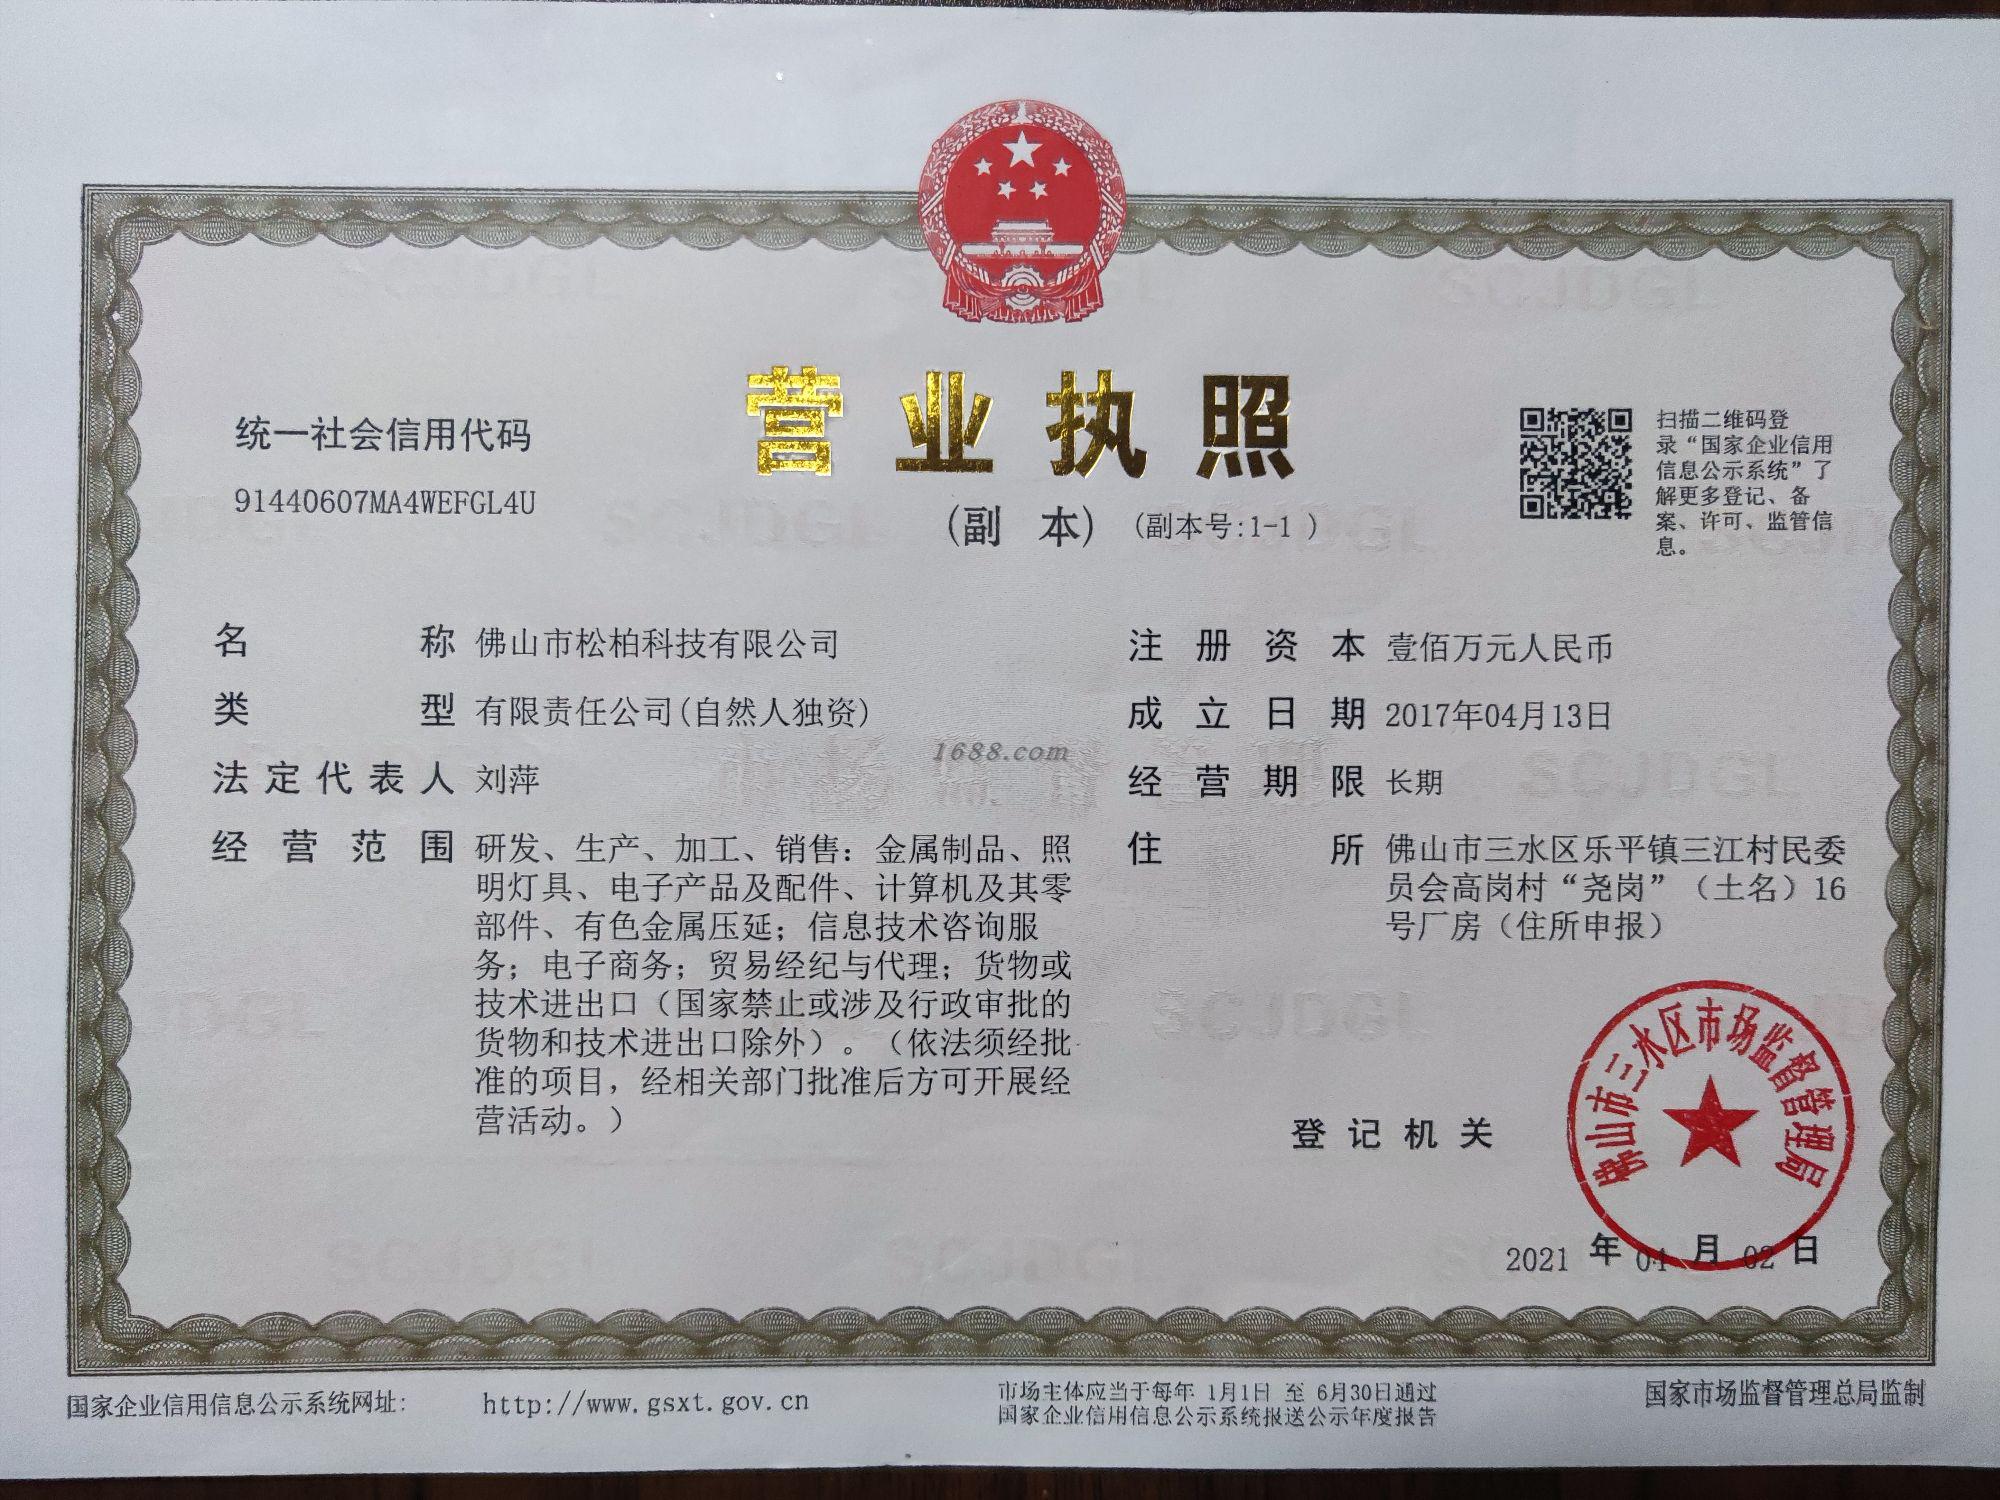 营业执照
(副 本) (副本号:1-1 )
统一社会信用代码
91440607MA4WEFGL4U
扫描二维码登
录“国家企业信用
信息公示系统”了
解更多登记、备
案、许可、监管信
息。
名 称 佛山市松柏科技有限公司
类 型 有限责任公司(自然人独资)
法定代表人 刘萍
经营范围 研发、生产、加工、销售：金属制品、照
明灯具、电子产品及配件、计算机及其零
部件、有色金属压延；信息技术咨询服
务；电子商务；贸易经纪与代理；货物或
技术进出口（国家禁止或涉及行政审批的
货物和技术进出口除外）。（依法须经批
准的项目，经相关部门批准后方可开展经
营活动。）
注册资本 壹佰万元人民币
成立日期 2017年04月13日
经营期限 长期
住 所 佛山市三水区乐平镇三江村民委
员会高岗村“尧岗”（土名）16
号厂房（住所申报）
1688.com
登记机关
佛山市三水区市场监督管理局
2021 年 04 月 02 日
国家企业信用信息公示系统网址: http://www.gsxt.gov.cn
市场主体应当于每年 1月1日 至 6月30日通过
国家企业信用信息公示系统报送公示年度报告
国家市场监督管理总局监制